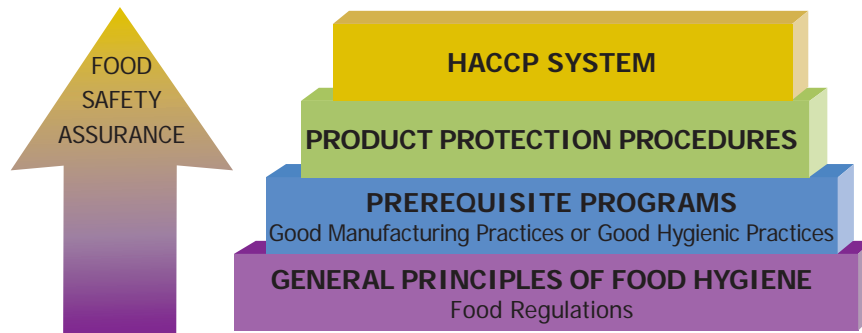 FOOD
SAFETY
ASSURANCE
HACCP SYSTEM
PRODUCT PROTECTION PROCEDURES
PREREQUISITE PROGRAMS
Good Manufacturing Practices or Good Hygienic Practices
GENERAL PRINCIPLES OF FOOD HYGIENE
Food Regulations